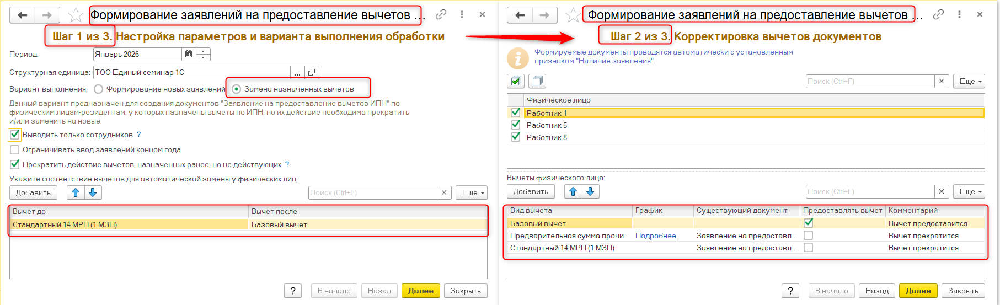 Формирование заявлений на предоставление вычетов ...
Шаг 1 из 3. Настройка параметров и варианта выполнения обработки
Период: Январь 2026
Структурная единица: ТОО Единый семинар 1С ...
Вариант выполнения: Формирование новых заявлений Замена назначенных вычетов
Данный вариант предназначен для создания документов "Заявление на предоставление вычетов ИПН" по
физическим лицам-резидентам, у которых назначены вычеты по ИПН, но их действие необходимо прекратить
и/или заменить на новые.
Выводить только сотрудников ?
Ограничивать ввод заявлений концом года
Прекратить действие вычетов, назначенных ранее, но не действующих ?
Укажите соответствие вычетов для автоматической замены у физических лиц:
Добавить Поиск (Ctrl+F) × Еще
Вычет до Вычет после
Стандартный 14 МРП (1 МЗП) Базовый вычет
? В начало Назад Далее Закрыть
Формирование заявлений на предоставление вычетов ...
Шаг 2 из 3. Корректировка вычетов документов
Формируемые документы проводятся автоматически с установленным
признаком "Наличие заявления".
Поиск (Ctrl+F) × Еще
Физическое лицо
Работник 1
Работник 5
Работник 8
Вычеты физического лица:
Добавить Поиск (Ctrl+F) × Еще
Вид вычета График Существующий документ Предоставлять вычет Комментарий
Базовый вычет Вычет предоставится
Предварительная сумма прочи... Подробнее Заявление на предоставл... Вычет прекратится
Стандартный 14 МРП (1 МЗП) Заявление на предоставл... Вычет прекратится
? В начало Назад Далее Закрыть